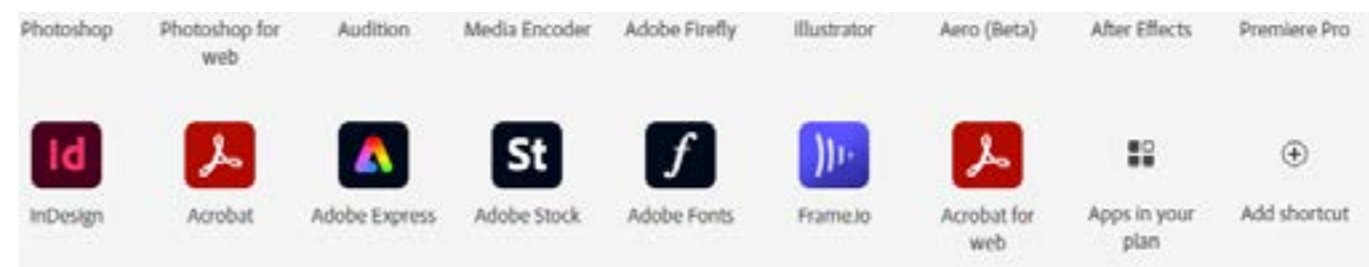 Photoshop Photoshop for web Audition Media Encoder Adobe Firefly Illustrator Aero (Beta) After Effects Premiere Pro
Id St f
InDesign Acrobat Adobe Express Adobe Stock Adobe Fonts Frame.io Acrobat for web Apps in your plan Add shortcut